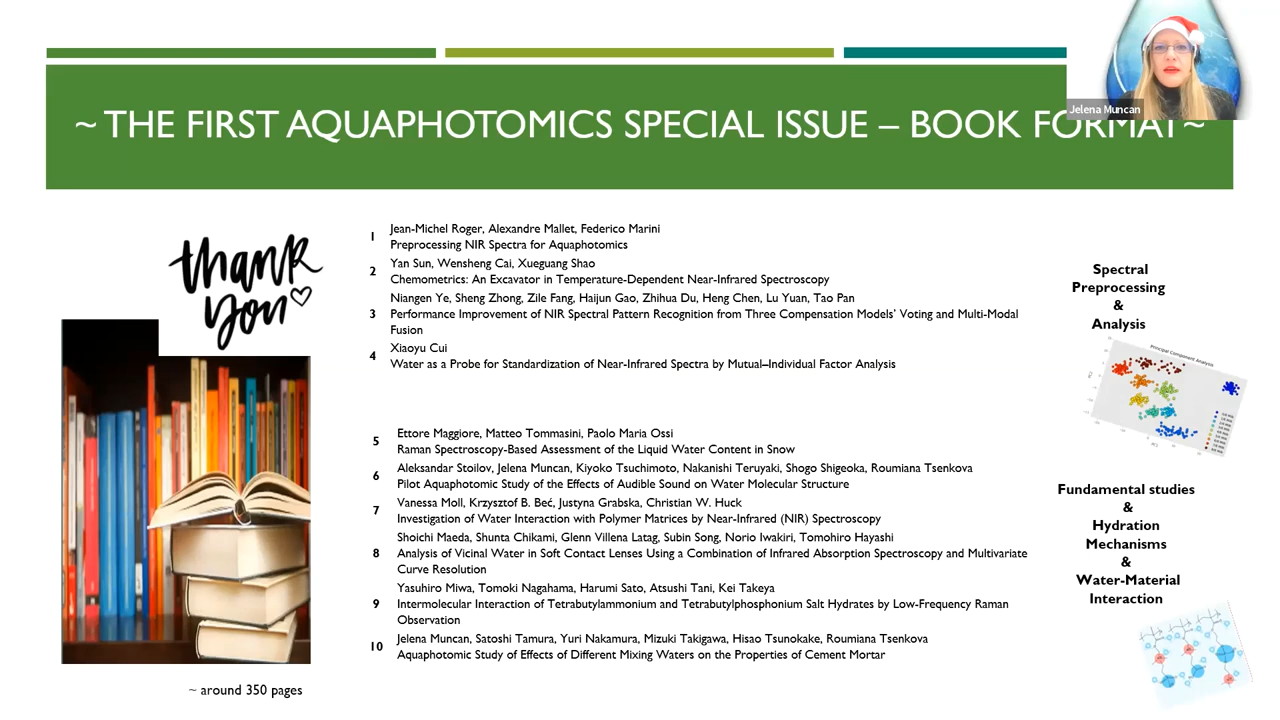 Jelena Muncan
~ THE FIRST AQUAPHOTOMICS SPECIAL ISSUE – BOOK FORMAT~
thank
you
1
Jean-Michel Roger, Alexandre Mallet, Federico Marini
Preprocessing NIR Spectra for Aquaphotomics
2
Yan Sun, Wensheng Cai, Xueguang Shao
Chemometrics: An Excavator in Temperature-Dependent Near-Infrared Spectroscopy
3
Niangen Ye, Sheng Zhong, Zile Fang, Haijun Gao, Zhihua Du, Heng Chen, Lu Yuan, Tao Pan
Performance Improvement of NIR Spectral Pattern Recognition from Three Compensation Models' Voting and Multi-Modal
Fusion
4
Xiaoyu Cui
Water as a Probe for Standardization of Near-Infrared Spectra by Mutual–Individual Factor Analysis
Spectral
Preprocessing
&
Analysis
Principal Component Analysis
5
Ettore Maggiore, Matteo Tommasini, Paolo Maria Ossi
Raman Spectroscopy-Based Assessment of the Liquid Water Content in Snow
6
Aleksandar Stoilov, Jelena Muncan, Kiyoko Tsuchimoto, Nakanishi Teruyaki, Shogo Shigeoka, Roumiana Tsenkova
Pilot Aquaphotomic Study of the Effects of Audible Sound on Water Molecular Structure
7
Vanessa Moll, Krzysztof B. Beć, Justyna Grabska, Christian W. Huck
Investigation of Water Interaction with Polymer Matrices by Near-Infrared (NIR) Spectroscopy
8
Shoichi Maeda, Shunta Chikami, Glenn Villena Latag, Subin Song, Norio Iwakiri, Tomohiro Hayashi
Analysis of Vicinal Water in Soft Contact Lenses Using a Combination of Infrared Absorption Spectroscopy and Multivariate
Curve Resolution
9
Yasuhiro Miwa, Tomoki Nagahama, Harumi Sato, Atsushi Tani, Kei Takeya
Intermolecular Interaction of Tetrabutylammonium and Tetrabutylphosphonium Salt Hydrates by Low-Frequency Raman
Observation
10
Jelena Muncan, Satoshi Tamura, Yuri Nakamura, Mizuki Takigawa, Hisao Tsunokake, Roumiana Tsenkova
Aquaphotomic Study of Effects of Different Mixing Waters on the Properties of Cement Mortar
Fundamental studies
&
Hydration
Mechanisms
&
Water-Material
Interaction
~ around 350 pages